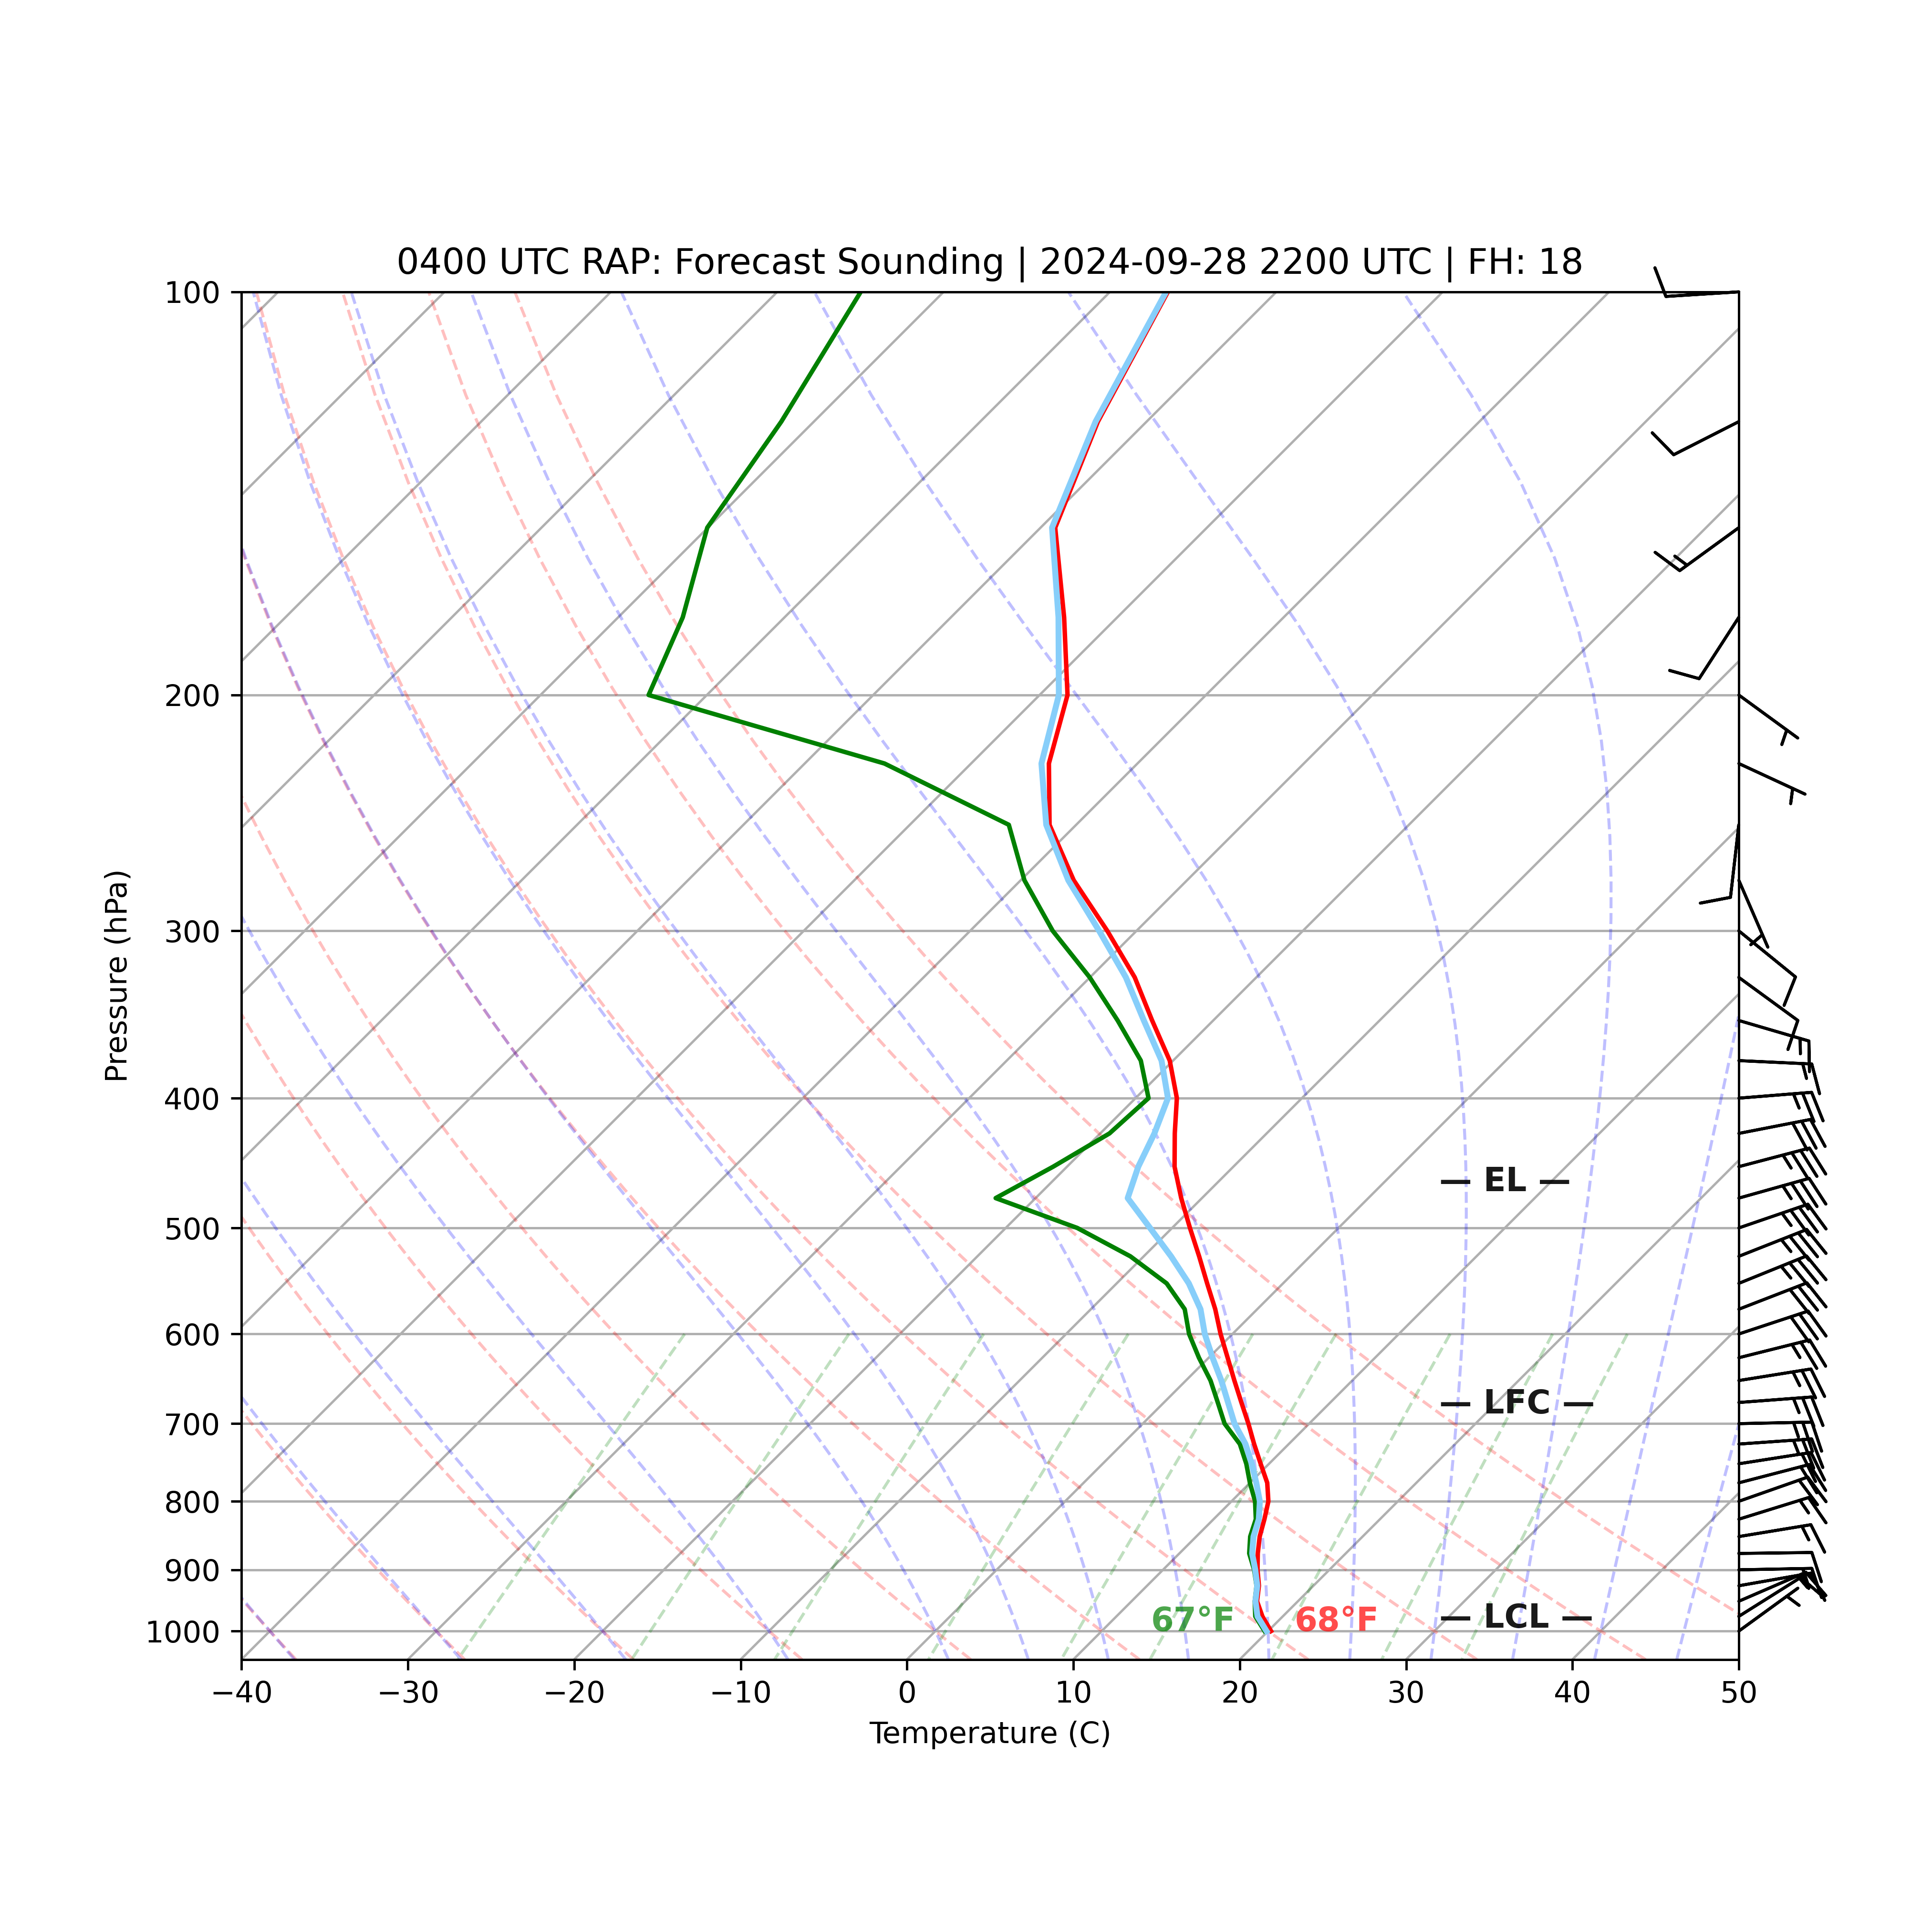 0400 UTC RAP: Forecast Sounding | 2024-09-28 2200 UTC | FH: 18
100
200
300
400
500
600
700
800
900
1000
Pressure (hPa)
— EL —
— LFC —
— LCL —
67°F
68°F
−40 −30 −20 −10 0 10 20 30 40 50
Temperature (C)